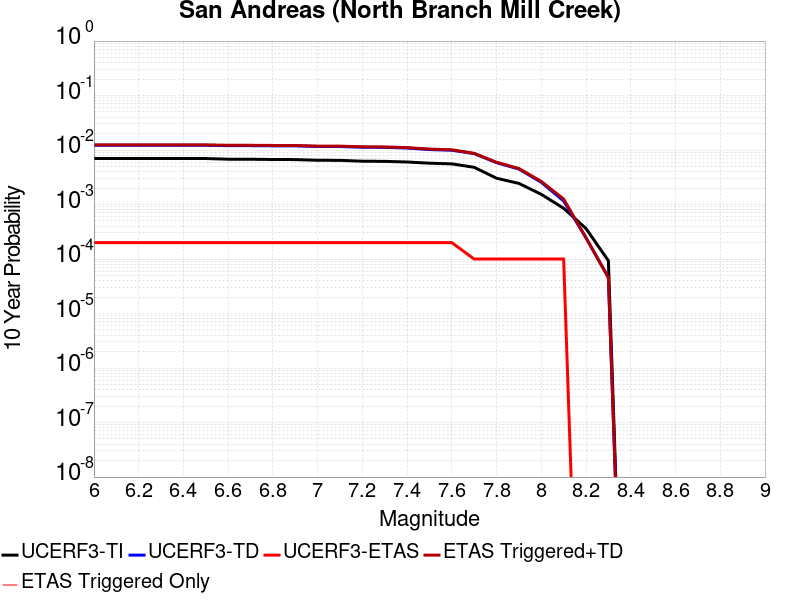 San Andreas (North Branch Mill Creek)
10 0
10 -1
10 -2
10 -3
10 -4
10 -5
10 -6
10 -7
10 -8
10 Year Probability
6 6.2 6.4 6.6 6.8 7 7.2 7.4 7.6 7.8 8 8.2 8.4 8.6 8.8 9
Magnitude
UCERF3-TI UCERF3-TD UCERF3-ETAS ETAS Triggered+TD
ETAS Triggered Only